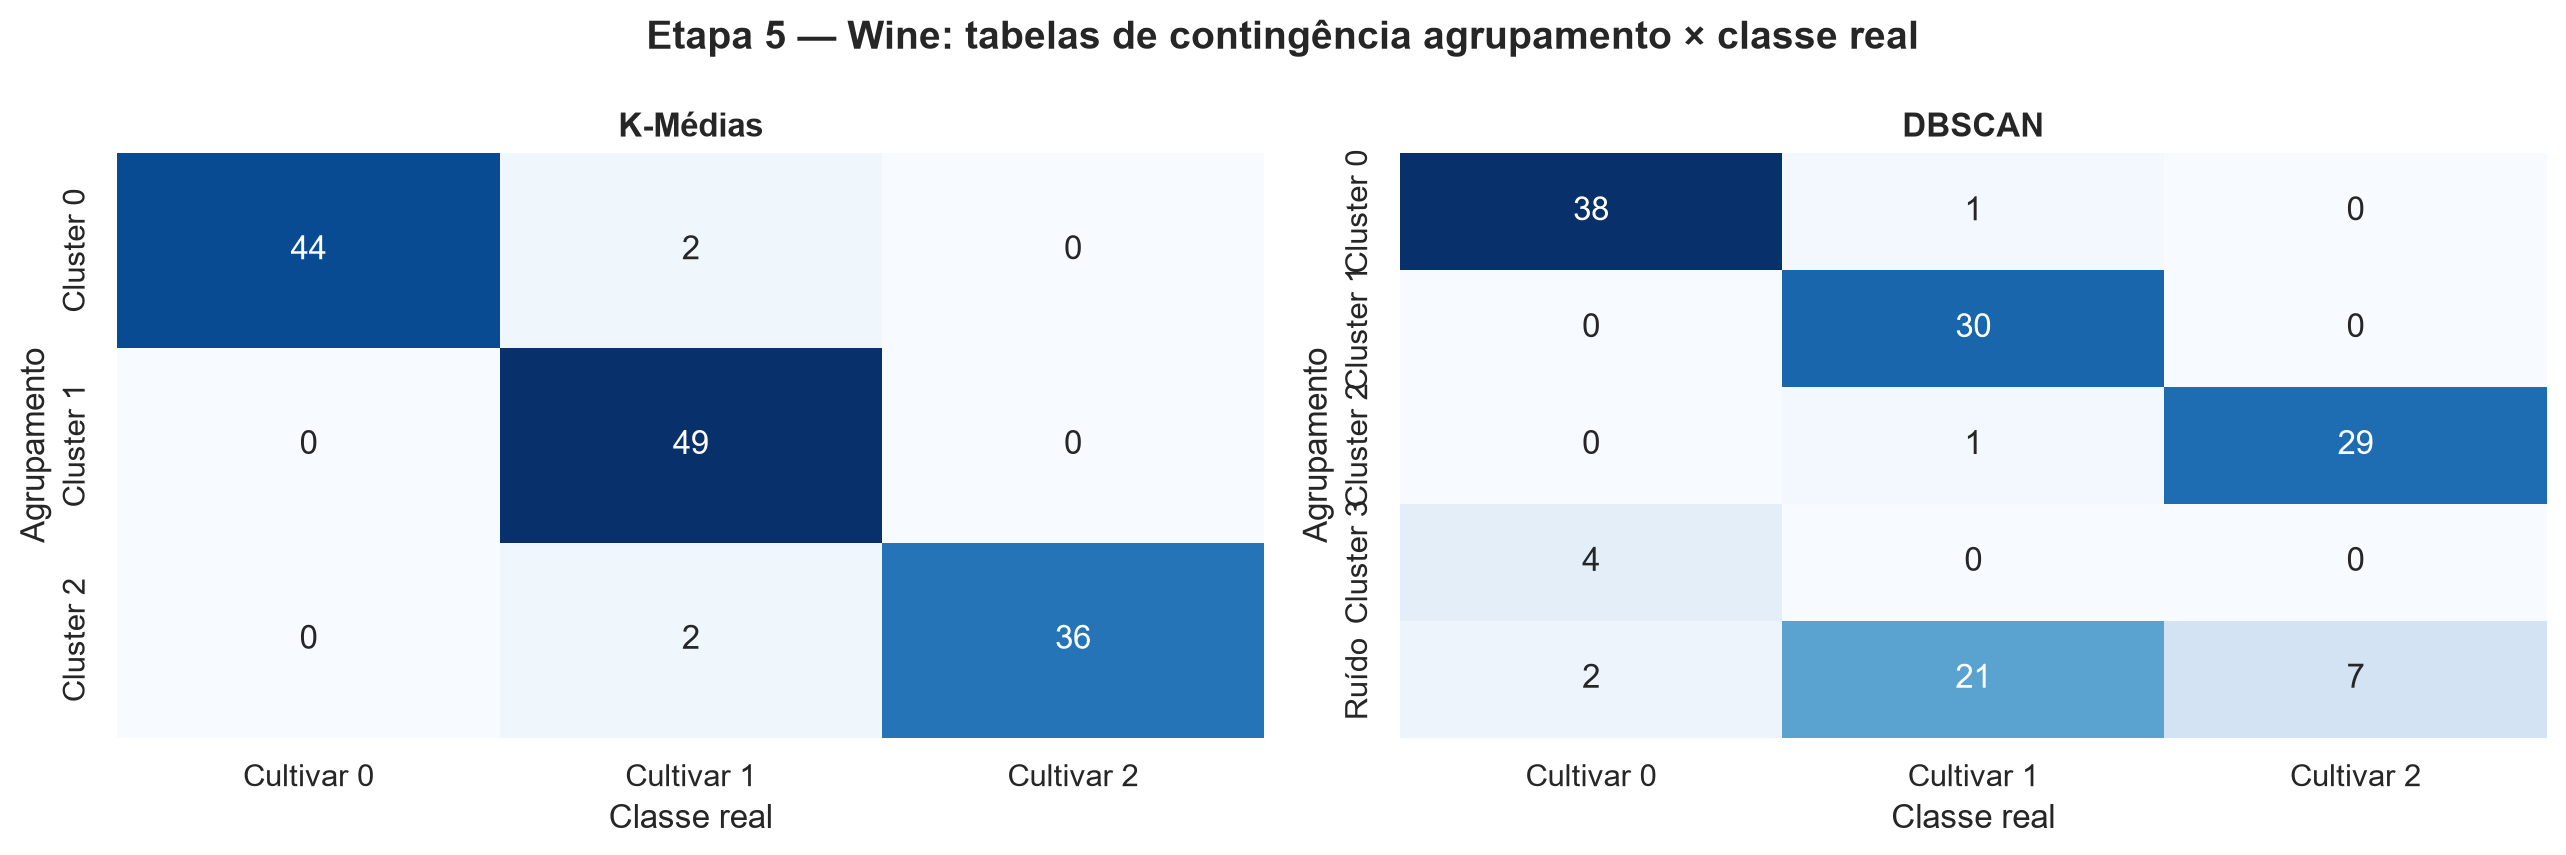 Etapa 5 — Wine: tabelas de contingência agrupamento × classe real
K-Médias
Agrupamento
Cluster 0
44 2 0
Cluster 1
0 49 0
Cluster 2
0 2 36
Cultivar 0 Cultivar 1 Cultivar 2
Classe real
DBSCAN
Agrupamento
Cluster 0
38 1 0
Cluster 1
0 30 0
Cluster 2
0 1 29
Cluster 3
4 0 0
Ruído
2 21 7
Cultivar 0 Cultivar 1 Cultivar 2
Classe real